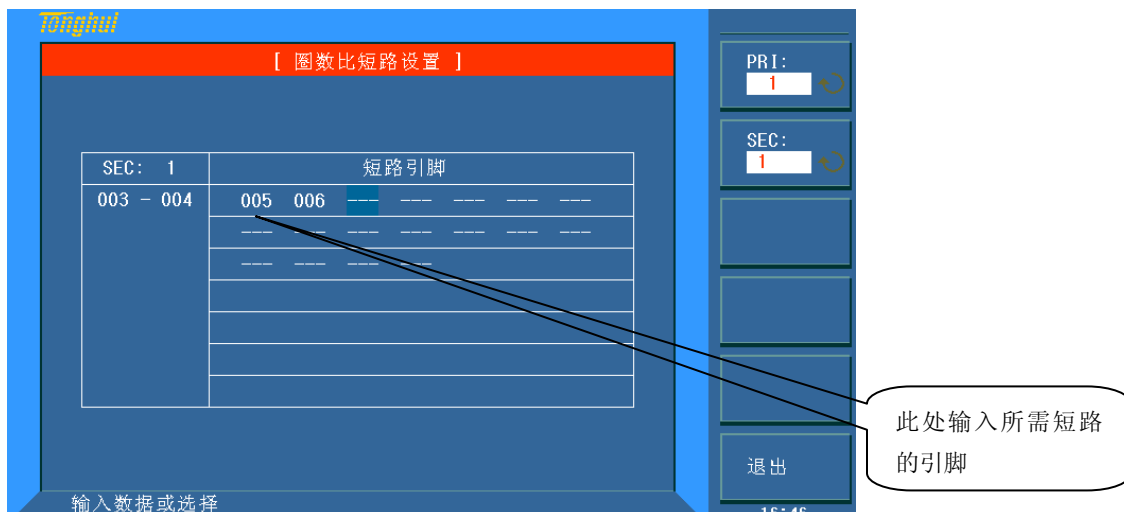 Tonghui
[ 圈数比短路设置 ]
PRI:
1
SEC:
1
SEC: 1 短路引脚
003 - 004 005 006 --- --- --- --- ---
--- --- --- --- --- --- ---
--- --- --- ---
此处输入所需短路
的引脚
退出
输入数据或选择